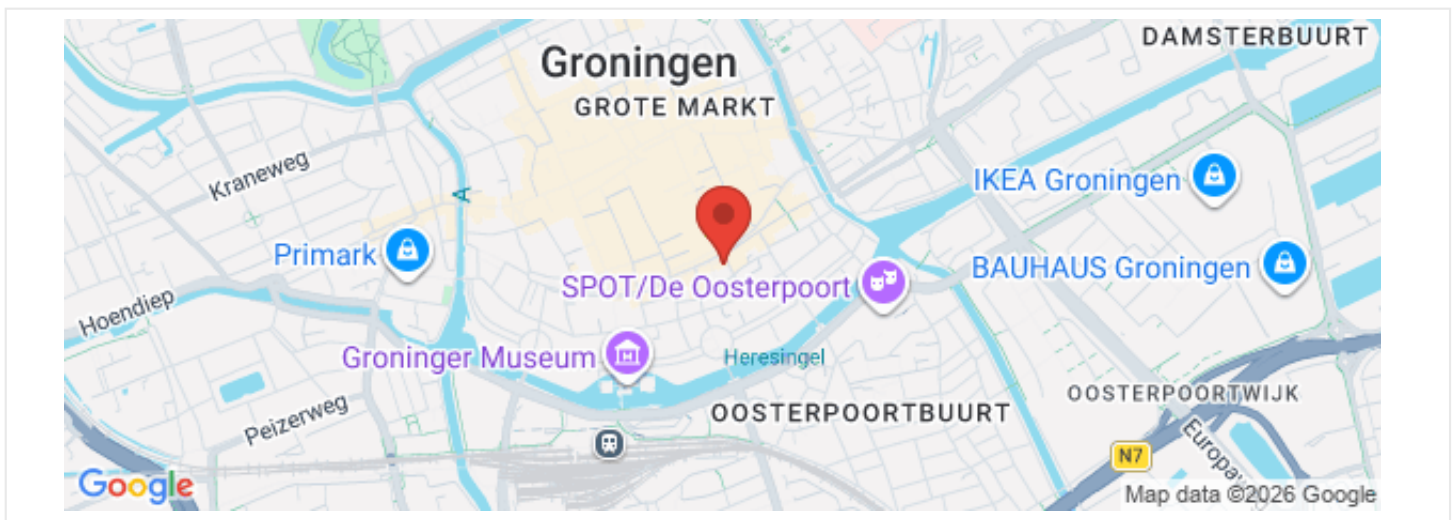 DAMSTERBUURT
Groningen
GROTE MARKT
Kraneweg
IKEA Groningen
A
Primark
BAUHAUS Groningen
SPOT/De Oosterpoort
Hoendiep
Groninger Museum
Heresingel
OOSTERPOORTWIJK
OOSTERPOORTBUURT
Peizerweg
Europav
N7
Google
Map data ©2026 Google